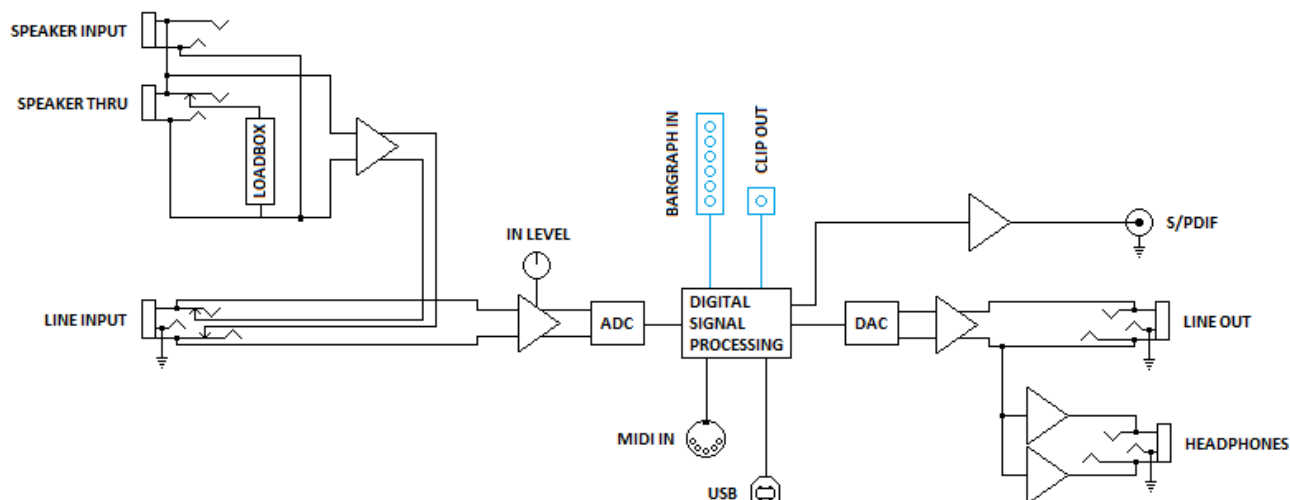 SPEAKER INPUT
SPEAKER THRU
LOADBOX
BARGRAPH IN
CLIP OUT
S/PDIF
IN LEVEL
LINE INPUT
ADC
DIGITAL
SIGNAL
PROCESSING
DAC
LINE OUT
MIDI IN
HEADPHONES
USB